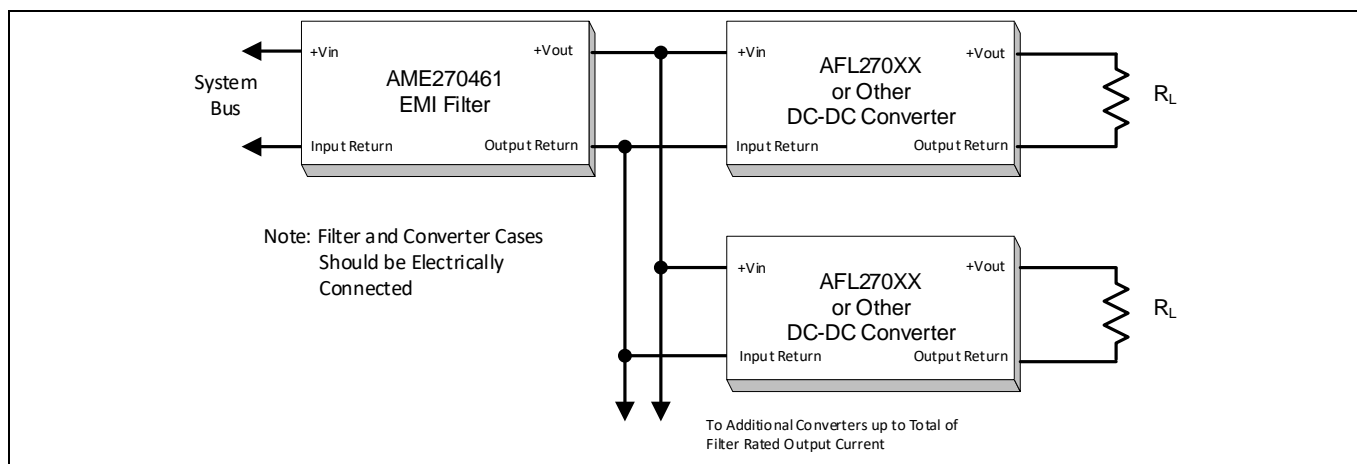 System
Bus
+Vin
+Vout
AME270461
EMI Filter
Input Return
Output Return
+Vin
+Vout
AFL270XX
or Other
DC-DC Converter
Input Return
Output Return
RL
Note: Filter and Converter Cases
Should be Electrically
Connected
+Vin
+Vout
AFL270XX
or Other
DC-DC Converter
Input Return
Output Return
RL
To Additional Converters up to Total of
Filter Rated Output Current